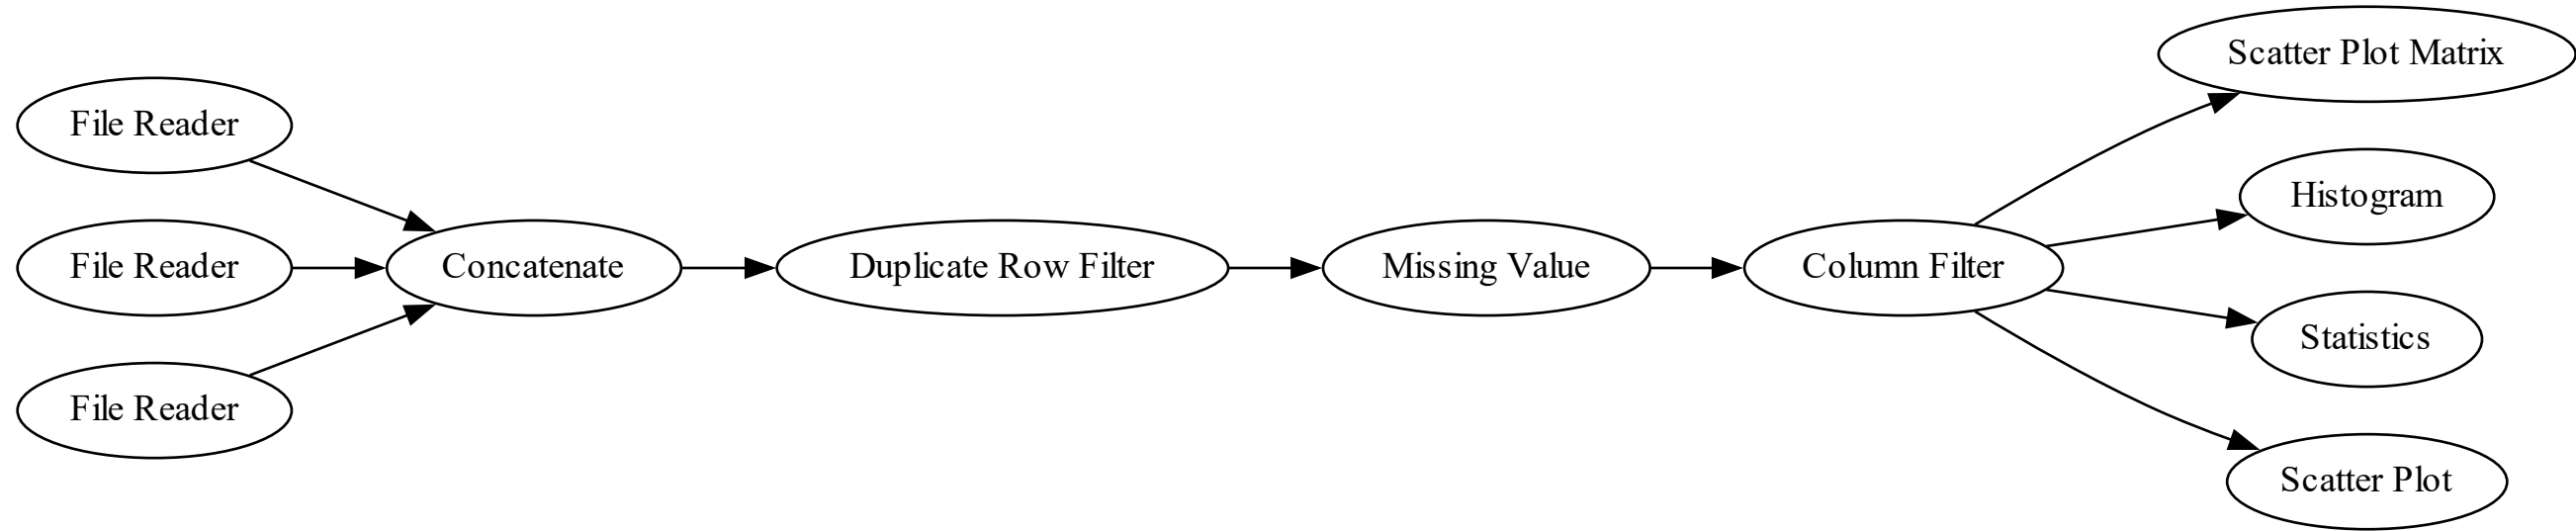 File Reader
File Reader
File Reader
Concatenate
Duplicate Row Filter
Missing Value
Column Filter
Scatter Plot Matrix
Histogram
Statistics
Scatter Plot